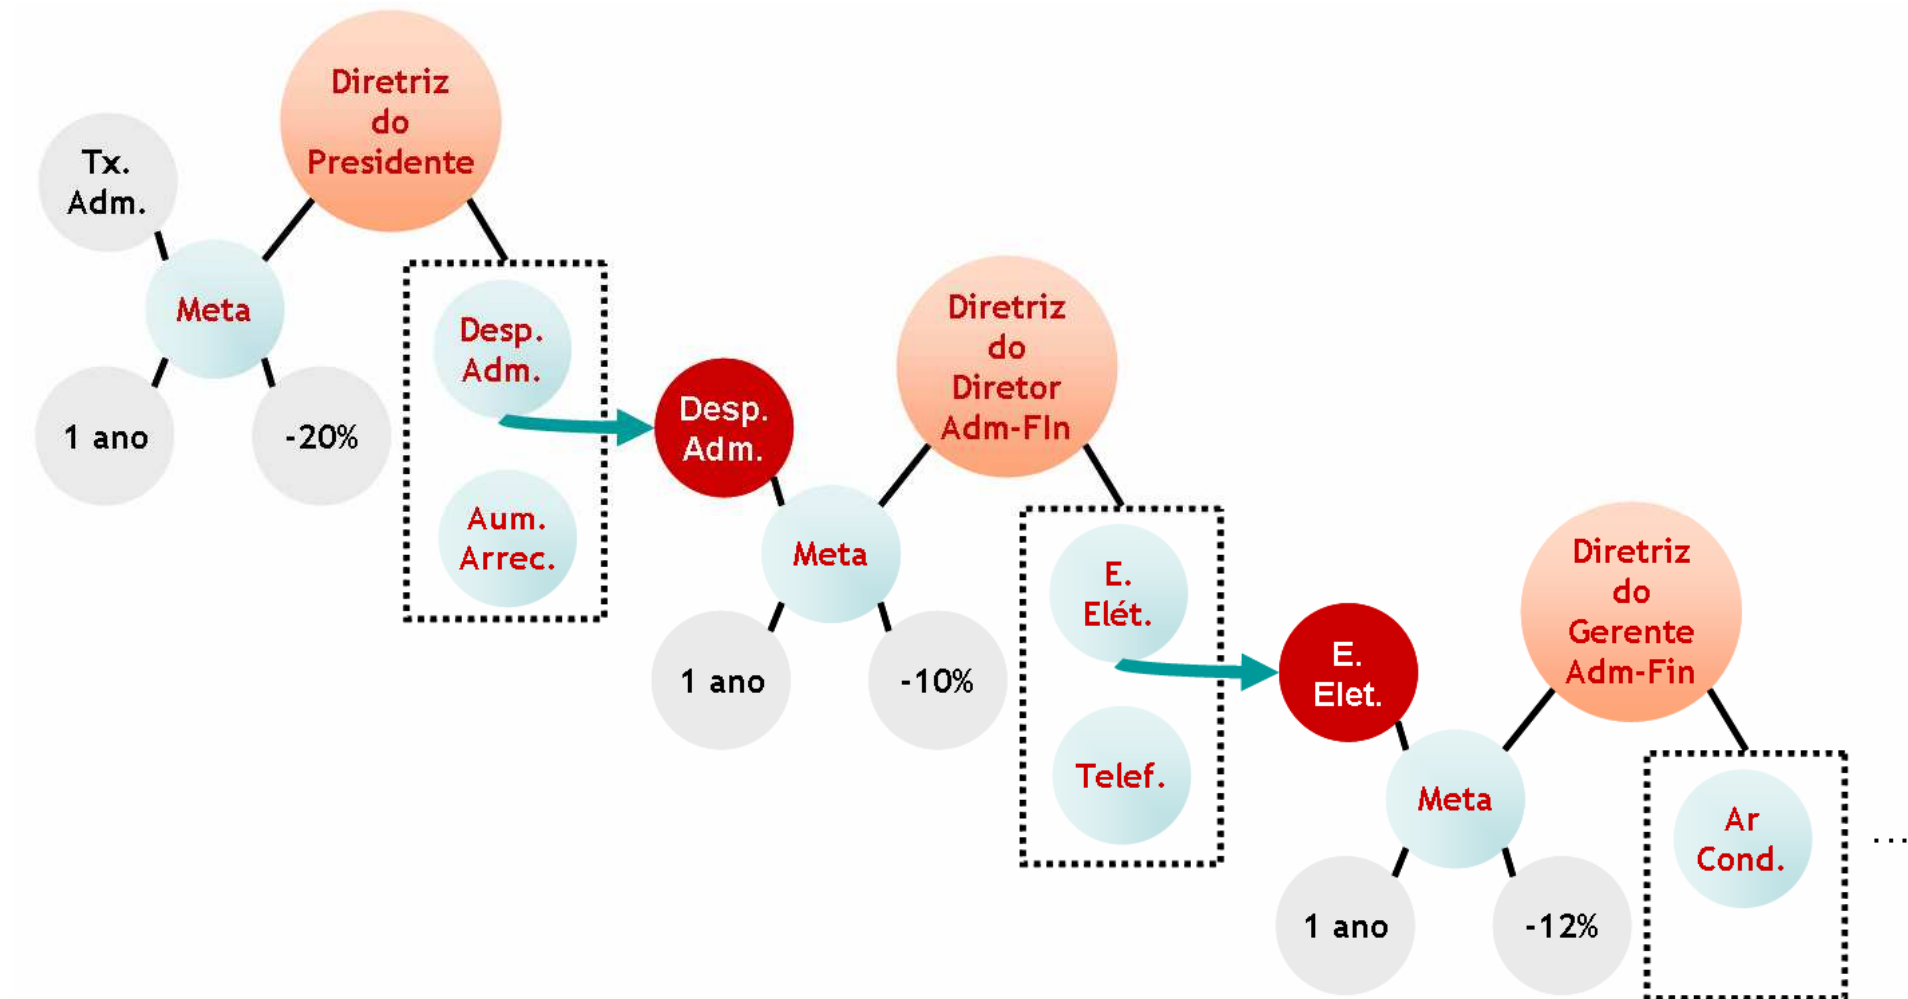 Diretriz
do
Presidente
Tx.
Adm.
Meta
1 ano
-20%
Desp.
Adm.
Aum.
Arrec.
Desp.
Adm.
Diretriz
do
Diretor
Adm-FIn
Meta
1 ano
-10%
E.
Elét.
Telef.
E.
Elet.
Diretriz
do
Gerente
Adm-Fin
Meta
1 ano
-12%
Ar
Cond.
...